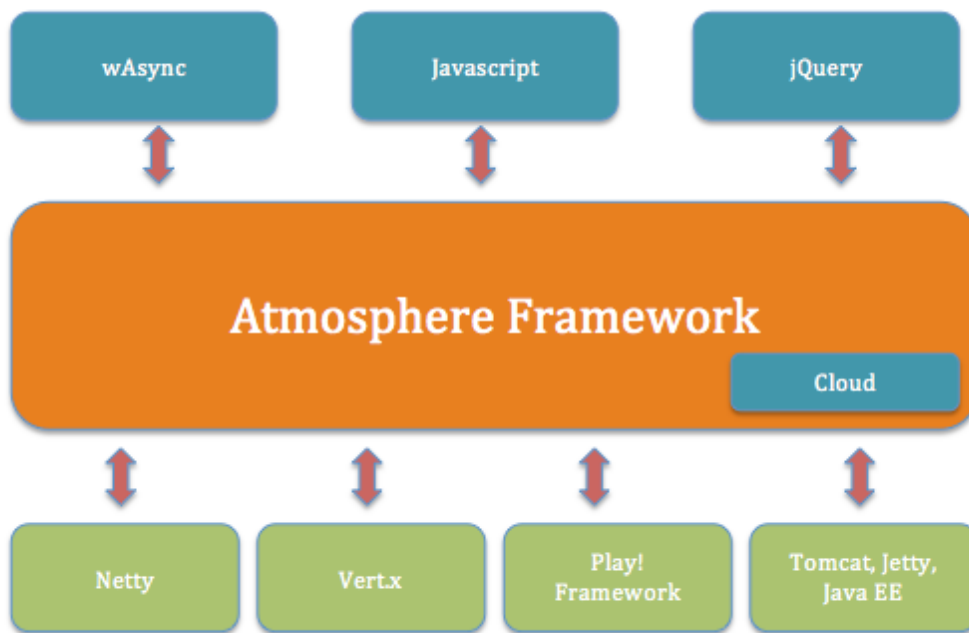 wAsync
Javascript
jQuery
Atmosphere Framework
Cloud
Netty
Vert.x
Play!
Framework
Tomcat, Jetty,
Java EE